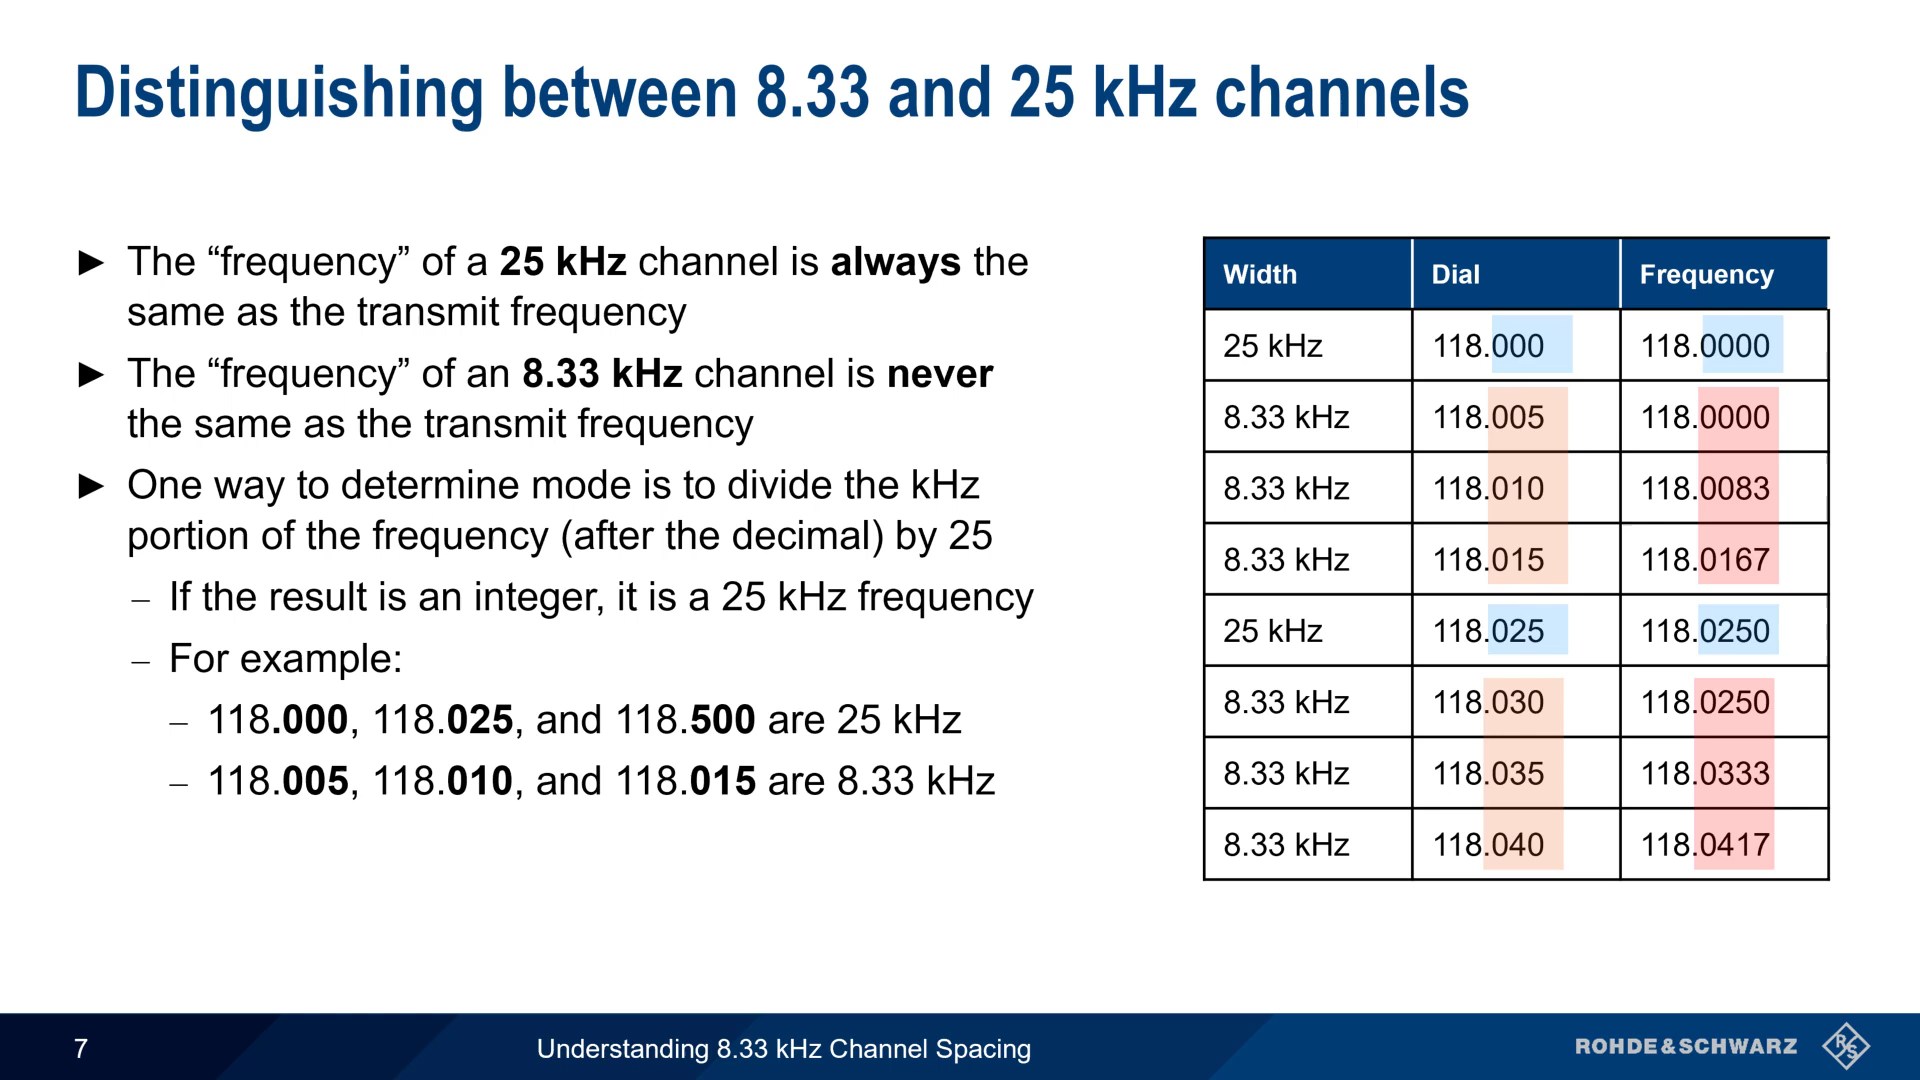 Distinguishing between 8.33 and 25 kHz channels
► The “frequency” of a 25 kHz channel is always the
same as the transmit frequency
► The “frequency” of an 8.33 kHz channel is never
the same as the transmit frequency
► One way to determine mode is to divide the kHz
portion of the frequency (after the decimal) by 25
– If the result is an integer, it is a 25 kHz frequency
– For example:
– 118.000, 118.025, and 118.500 are 25 kHz
– 118.005, 118.010, and 118.015 are 8.33 kHz
Width Dial Frequency
25 kHz 118.000 118.0000
8.33 kHz 118.005 118.0000
8.33 kHz 118.010 118.0083
8.33 kHz 118.015 118.0167
25 kHz 118.025 118.0250
8.33 kHz 118.030 118.0250
8.33 kHz 118.035 118.0333
8.33 kHz 118.040 118.0417
7
Understanding 8.33 kHz Channel Spacing
ROHDE&SCHWARZ
R&S